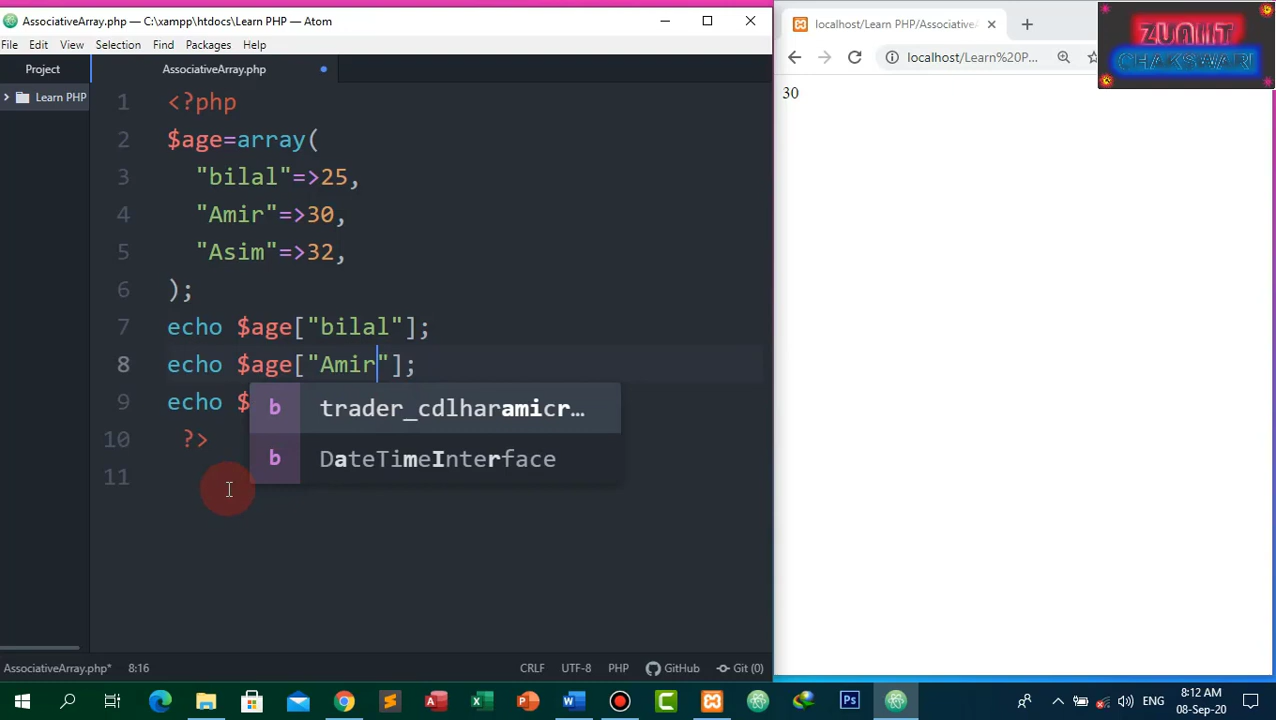 AssociativeArray.php — C:\xampp\htdocs\Learn PHP — Atom
File Edit View Selection Find Packages Help
Project
AssociativeArray.php
Learn PHP
1 <?php
2 $age=array(
3 "bilal"=>25,
4 "Amir"=>30,
5 "Asim"=>32,
6 );
7 echo $age["bilal"];
8 echo $age["Amir"];
9 echo $
b trader_cdlharamicr...
b DateTimeInterface
10 ?>
11
AssociativeArray.php* 8:16 CRLF UTF-8 PHP GitHub Git (0)
localhost/Learn PHP/Associative
localhost/Learn%20P...
30
ZUAIIT
CHAKSWARI
ENG
8:12 AM
08-Sep-20